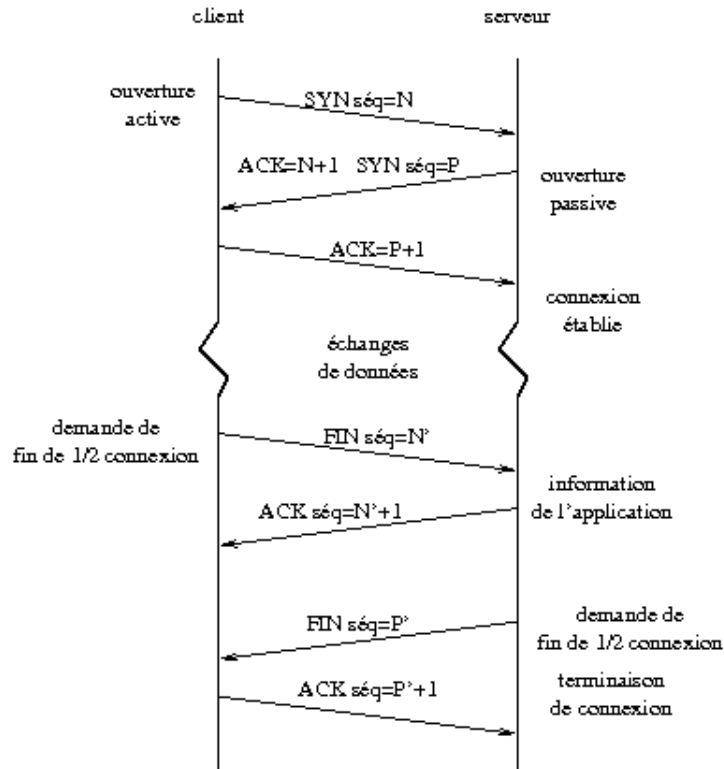 client
serveur
ouverture
active
SYN séq=N
ACK=N+1 SYN séq=P
ouverture
passive
ACK=P+1
connexion
établie
échanges
de données
demande de
fin de 1/2 connexion
FIN séq=N'
information
de l'application
ACK séq=N'+1
FIN séq=P'
demande de
fin de 1/2 connexion
ACK séq=P'+1
terminaison
de connexion